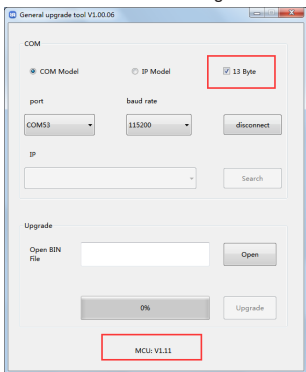 General upgrade tool V1.00.06
COM
COM Model
IP Model
13 Byte
port
baud rate
COM53
115200
disconnect
IP
Search
Upgrade
Open BIN
File
Open
0%
Upgrade
MCU: V1.11